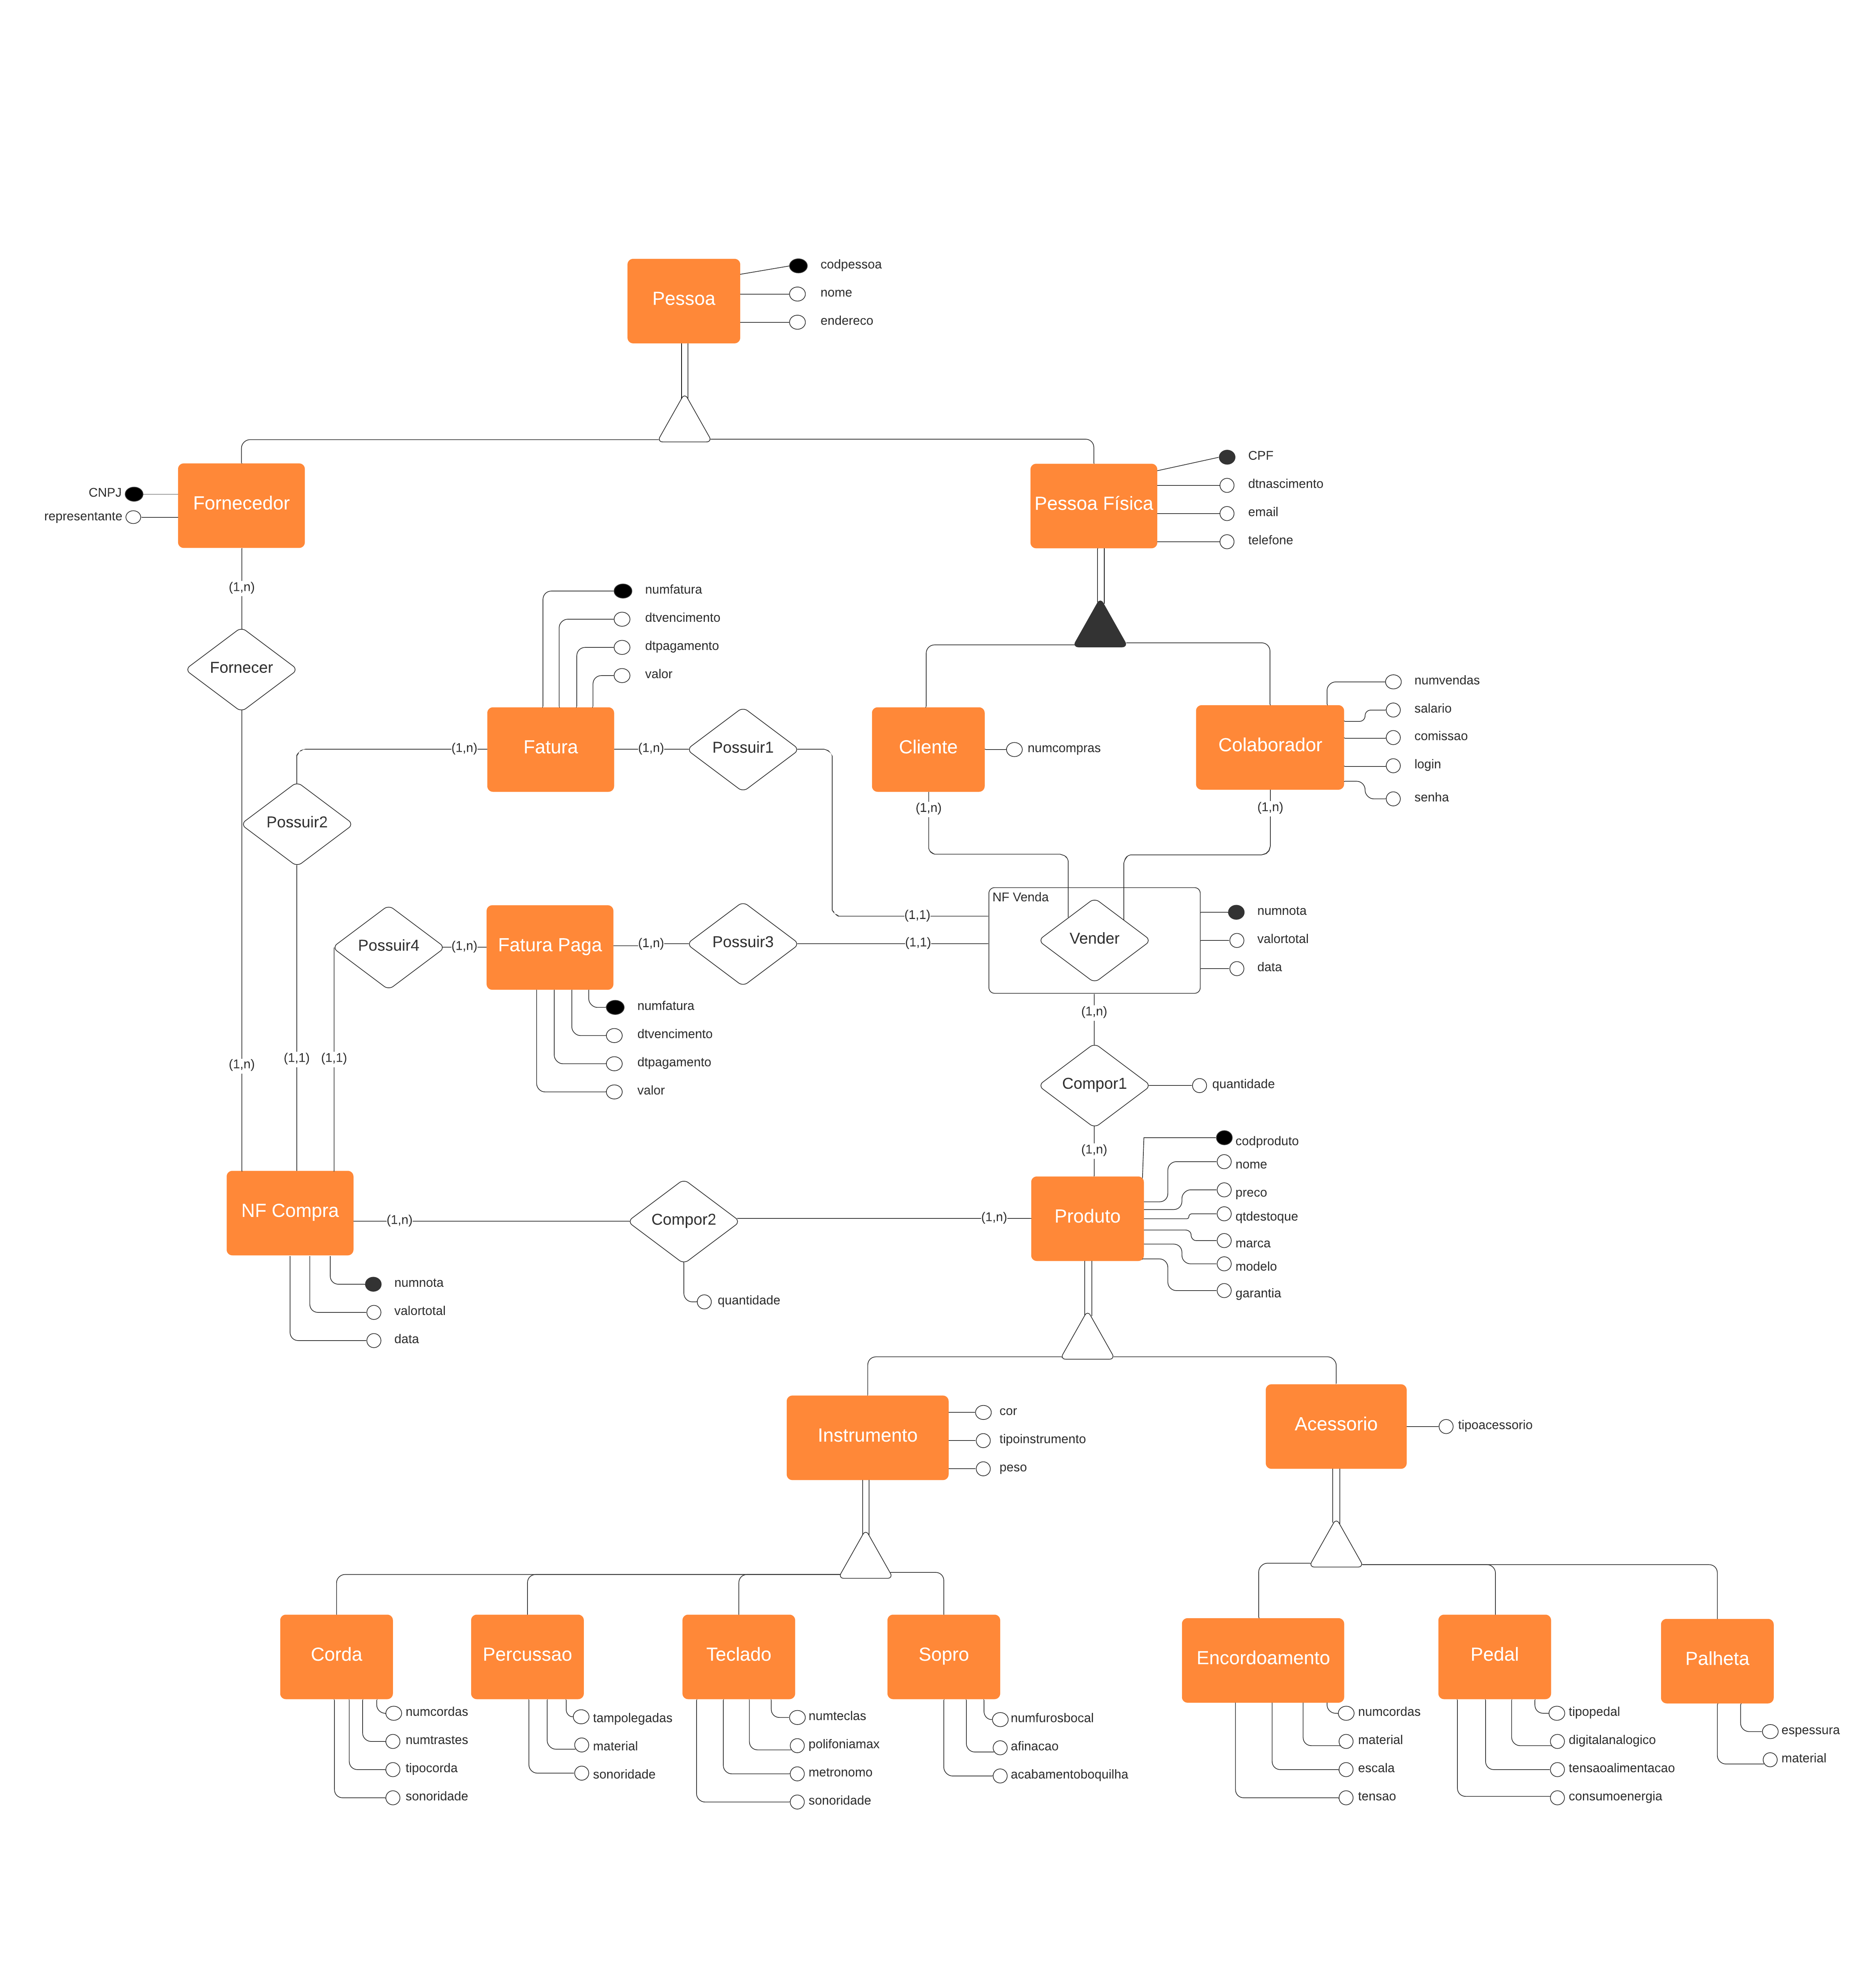 Pessoa
codpessoa
nome
endereco
CNPJ
representante
Fornecedor
Pessoa Física
CPF
dtnascimento
email
telefone
(1,n)
Fornecer
numfatura
dtvencimento
dtpagamento
valor
numvendas
salario
comissao
login
senha
Fatura
(1,n)
(1,n)
Possuir1
Cliente
numcompras
Colaborador
(1,n)
(1,n)
Possuir2
NF Venda
Vender
(1,1)
(1,1)
numnota
valortotal
data
Possuir4
(1,n)
Fatura Paga
(1,n)
Possuir3
numfatura
dtvencimento
dtpagamento
valor
(1,n)
Compor1
quantidade
(1,n)
(1,n)
(1,1)
(1,1)
NF Compra
(1,n)
Compor2
(1,n)
Produto
codproduto
nome
preco
qtdestoque
marca
modelo
garantia
numnota
valortotal
data
quantidade
Instrumento
cor
tipoinstrumento
peso
Acessorio
tipoacessorio
Corda
Percussao
Teclado
Sopro
Encordoamento
Pedal
Palheta
numcordas
numtrastes
tipocorda
sonoridade
tampolegadas
material
sonoridade
numteclas
polifoniamax
metronomo
sonoridade
numfurosbocal
afinacao
acabamentoboquilha
numcordas
material
escala
tensao
tipopedal
digitalanalogico
tensaoalimentacao
consumoenergia
espessura
material